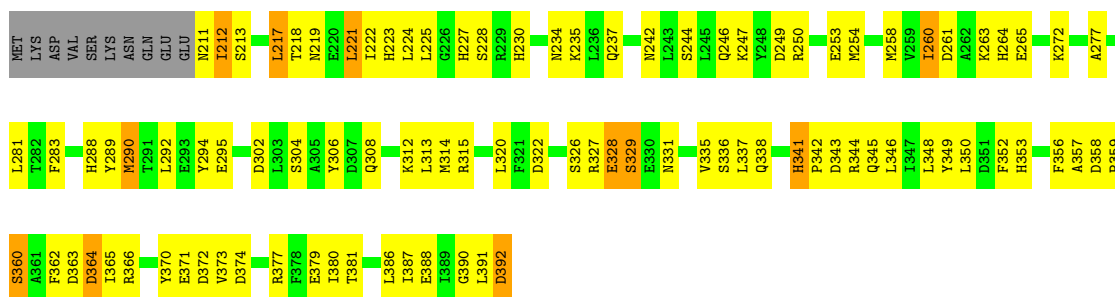 MET LYS ASP VAL SER LYS ASN GLN GLU GLU N211 I212 S213 L217 T218 N219 E220 L221 I222 H223 L224 L225 G226 H227 S228 R229 H230 N234 K235 L236 Q237 N242 L243 S244 L245 Q246 K247 Y248 D249 R250 E253 M254 M258 V259 I260 D261 A262 K263 H264 E265 K272 A277
L281 T282 F283 H288 Y289 M290 T291 L292 E293 Y294 E295 D302 L303 S304 A305 Y306 D307 Q308 K312 L313 M314 R315 L320 F321 D322 S326 R327 E328 S329 E330 N331 V335 S336 L337 Q338 H341 P342 D343 R344 Q345 L346 I347 L348 Y349 L350 D351 F352 H353 F356 A357 D358 R359
S360 A361 F362 D363 D364 I365 R366 Y370 E371 D372 V373 D374 R377 F378 E379 I380 T381 L386 I387 E388 I389 G390 L391 D392